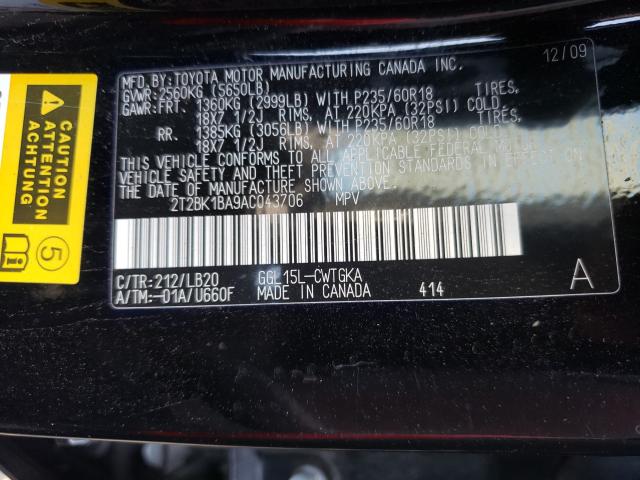 MFD. BY: TOYOTA MOTOR MANUFACTURING CANADA INC. 12/09
GVWR: 2560KG (5650LB)
GAWR: FRT. 1360KG (2999LB) WITH P235/60R18 TIRES,
18X7 1/2J RIMS, AT 220KPA (32PSI) COLD.
RR. 1385KG (3056LB) WITH P235/60R18 TIRES,
18X7 1/2J RIMS, AT 220KPA (32PSI) COLD.
THIS VEHICLE CONFORMS TO ALL APPLICABLE FEDERAL MOTOR
VEHICLE SAFETY AND THEFT PREVENTION STANDARDS IN EFFECT ON
THE DATE OF MANUFACTURE SHOWN ABOVE.
2T2BK1BA9AC043706 MPV
C/TR: 212/LB20 GGL15L-CWTGKA
A/TM: -01A/U660F MADE IN CANADA 414 A
CAUTION
ATTENTION
ACHTUNG
5